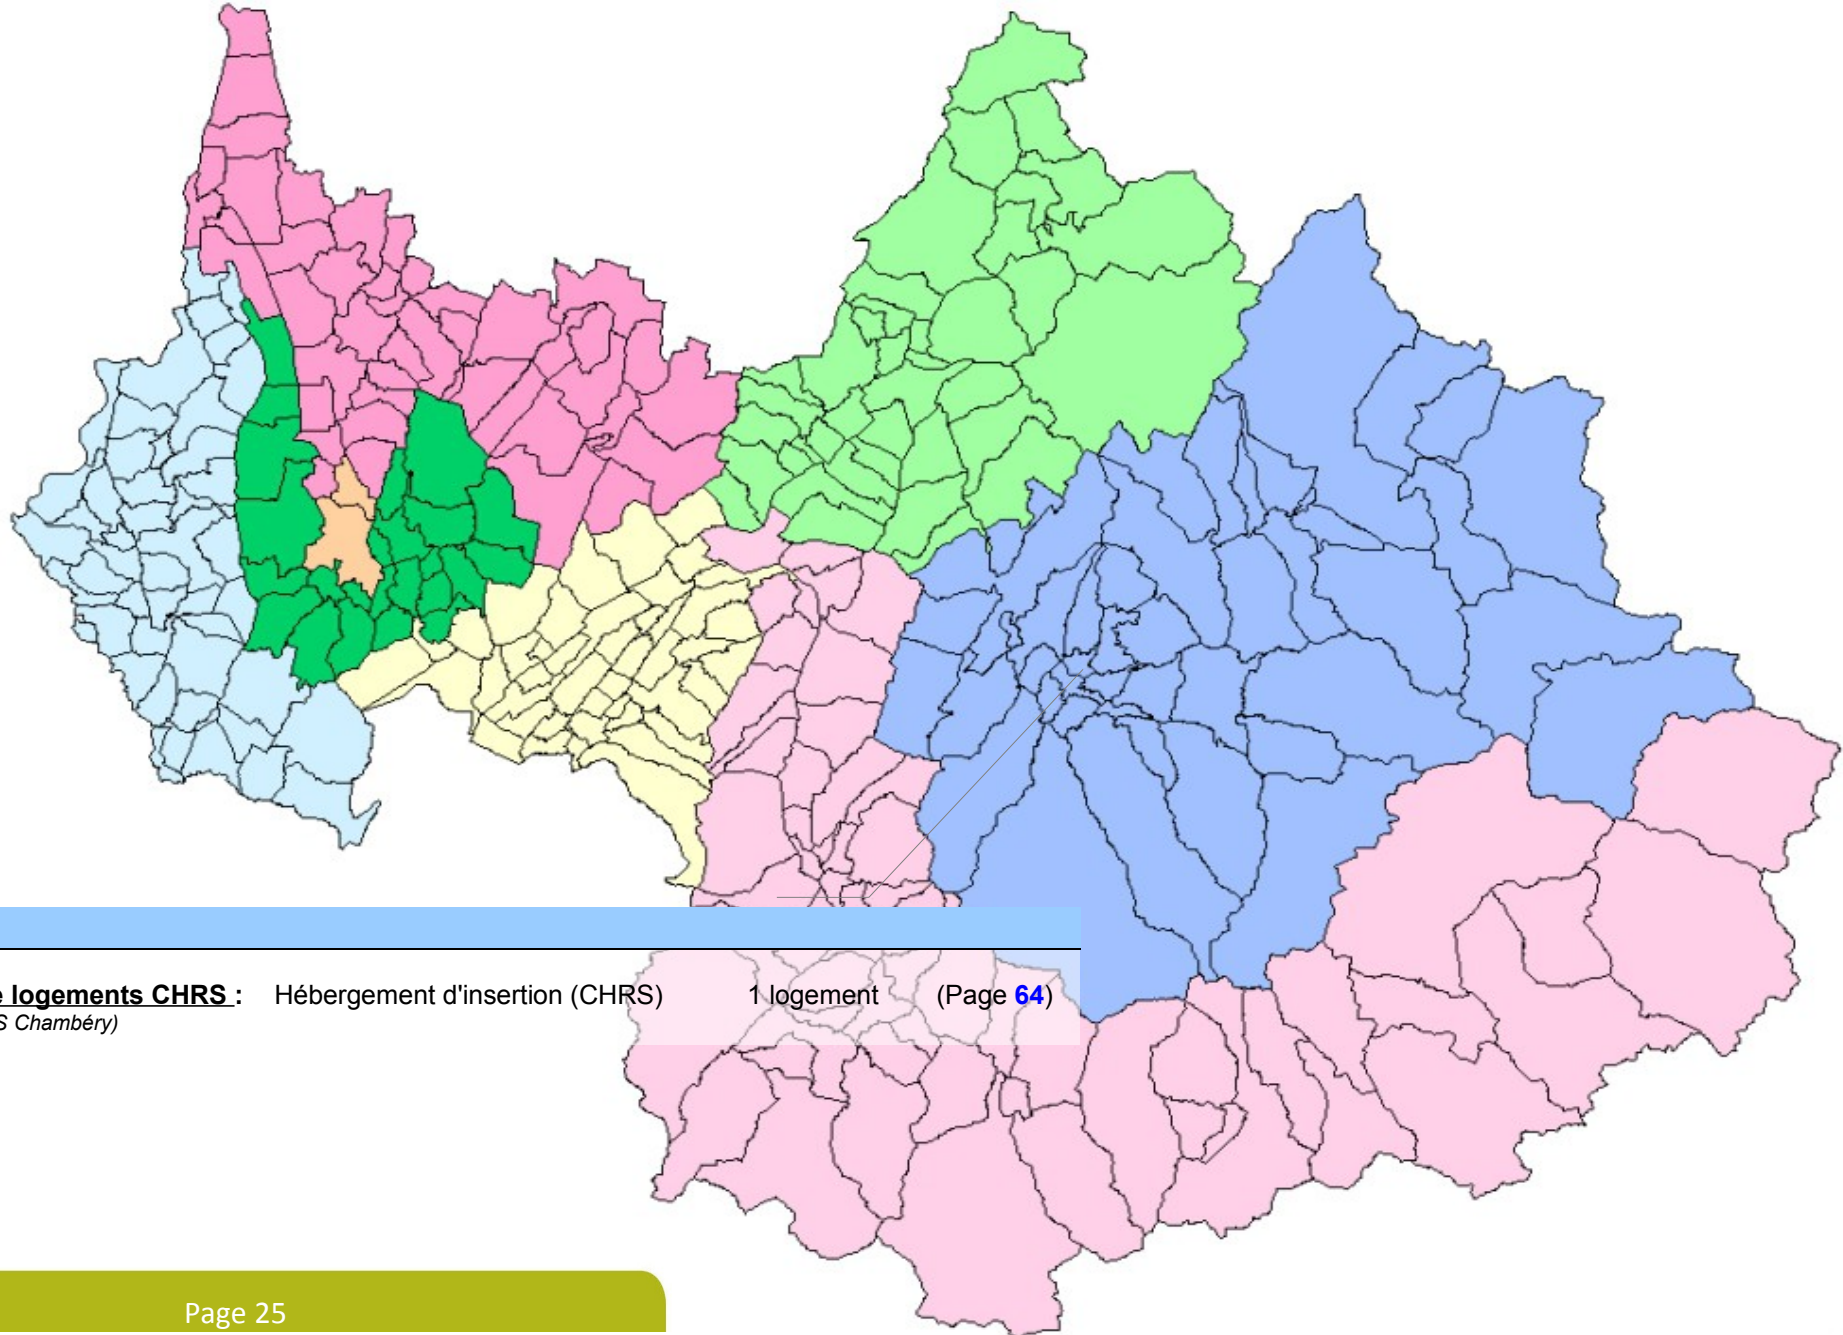 logements CHRS : Hébergement d'insertion (CHRS) 1 logement (Page 64)
Chambéry)
Page 25